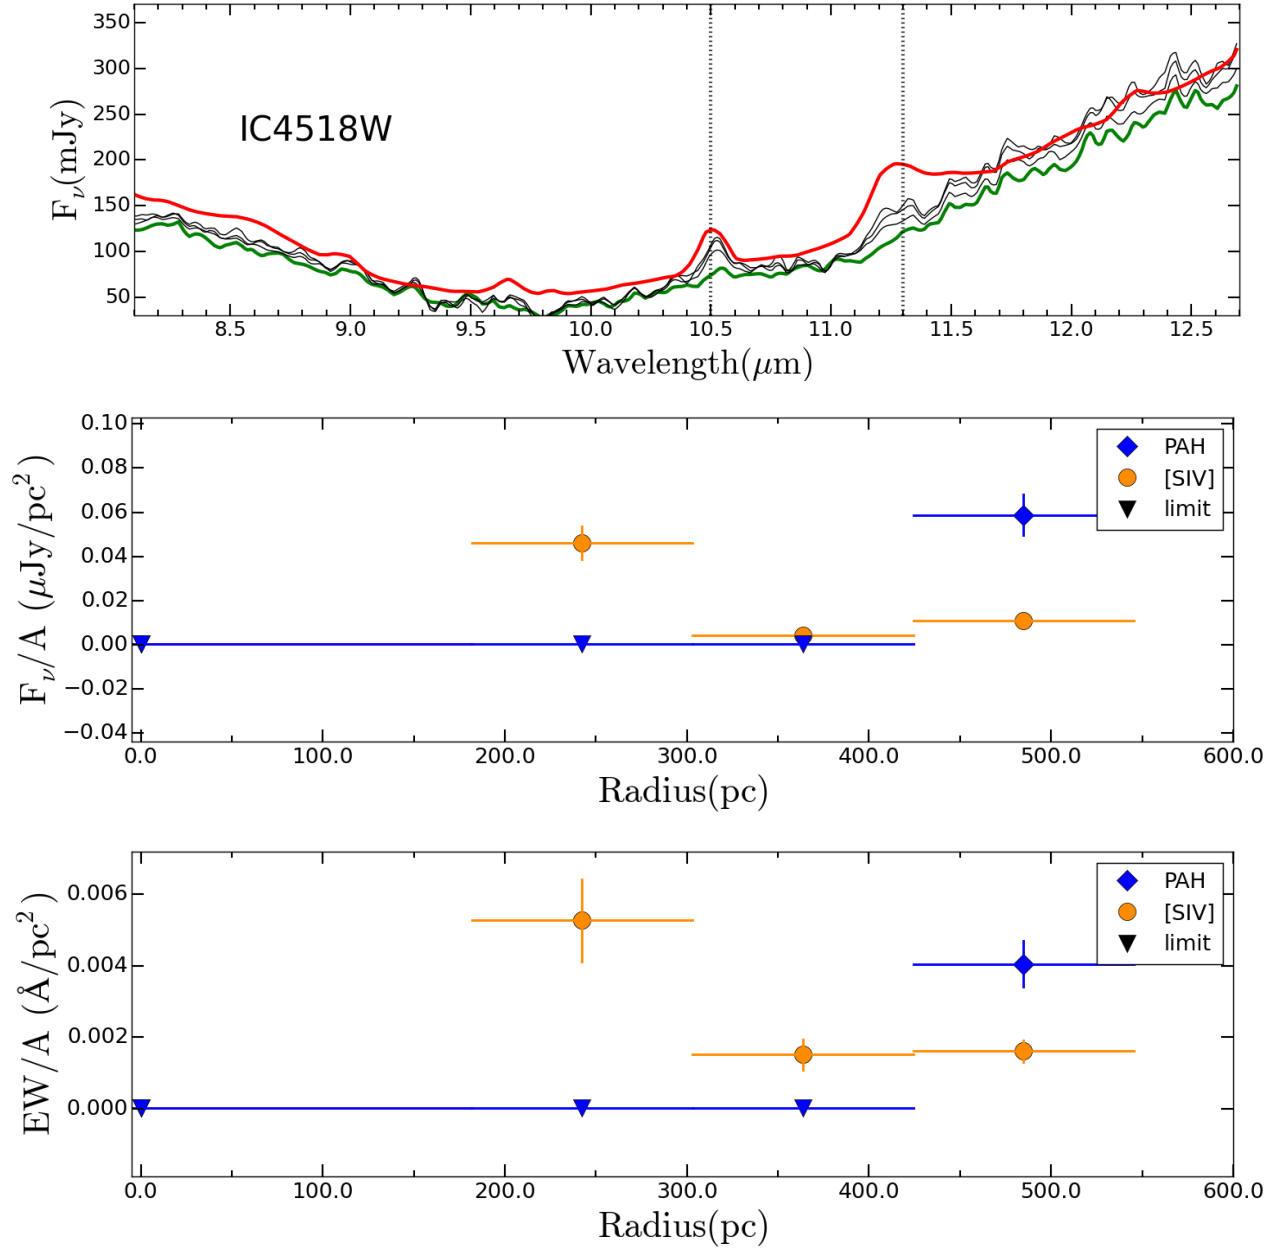 350
300
250
200
150
100
50
F_ν(mJy)
IC4518W
8.5 9.0 9.5 10.0 10.5 11.0 11.5 12.0 12.5
Wavelength(μm)
0.10
0.08
0.06
0.04
0.02
0.00
−0.02
−0.04
F_ν/A (μJy/pc²)
PAH
[SIV]
limit
0.0 100.0 200.0 300.0 400.0 500.0 600.0
Radius(pc)
0.006
0.004
0.002
0.000
EW/A (Å/pc²)
PAH
[SIV]
limit
0.0 100.0 200.0 300.0 400.0 500.0 600.0
Radius(pc)